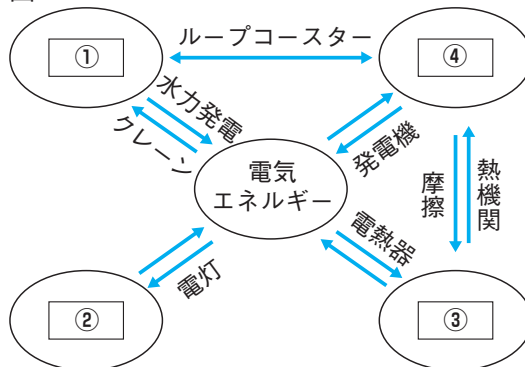 ① ループコースター ④
水力発電
クレーン
発電機
電気
エネルギー
摩擦
熱機関
電熱器
電灯
②
③